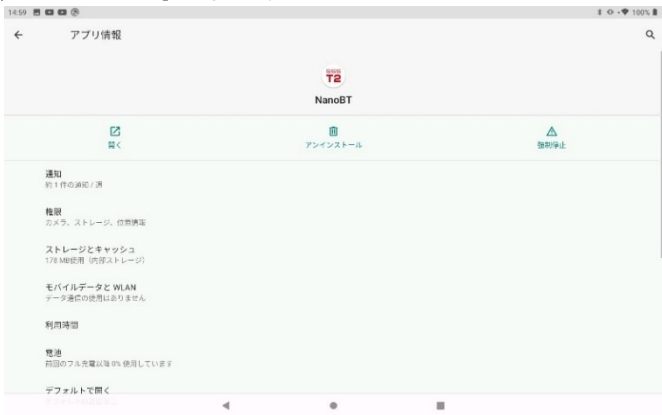 14:59
100%
アプリ情報
T2
NanoBT
開く
アンインストール
強制停止
通知
約 1 件の通知 / 週
権限
カメラ、ストレージ、位置情報
ストレージとキャッシュ
178 MB使用（内部ストレージ）
モバイルデータと WLAN
データ通信の使用はありません
利用時間
電池
前回のフル充電以降 0% 使用しています
デフォルトで開く